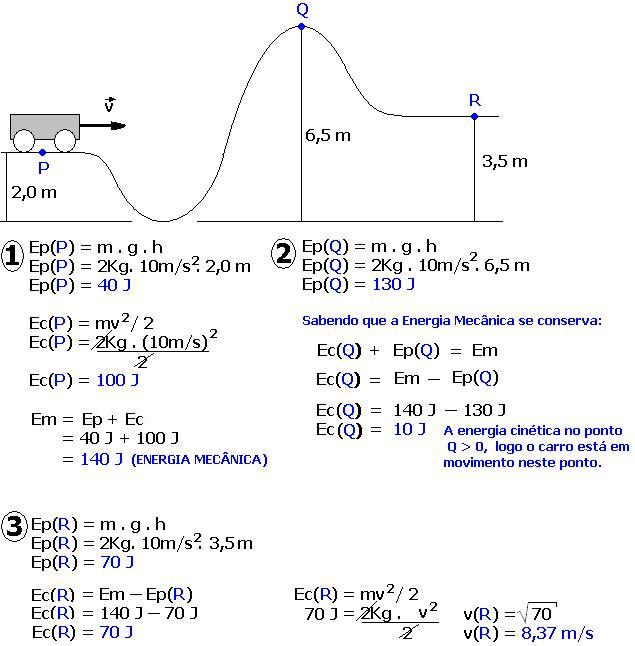 Q
v
R
P
6,5 m
3,5 m
2,0 m
1
Ep(P) = m . g . h
Ep(P) = 2Kg. 10m/s². 2,0 m
Ep(P) = 40 J
Ec(P) = mv²/ 2
Ec(P) = 2Kg . (10m/s)²
2
Ec(P) = 100 J
Em = Ep + Ec
= 40 J + 100 J
= 140 J (ENERGIA MECÂNICA)
2
Ep(Q) = m . g . h
Ep(Q) = 2Kg. 10m/s². 6,5 m
Ep(Q) = 130 J
Sabendo que a Energia Mecânica se conserva:
Ec(Q) + Ep(Q) = Em
Ec(Q) = Em − Ep(Q)
Ec(Q) = 140 J − 130 J
Ec(Q) = 10 J
A energia cinética no ponto
Q > 0, logo o carro está em
movimento neste ponto.
3
Ep(R) = m . g . h
Ep(R) = 2Kg. 10m/s². 3,5 m
Ep(R) = 70 J
Ec(R) = Em − Ep(R)
Ec(R) = 140 J − 70 J
Ec(R) = 70 J
Ec(R) = mv²/ 2
70 J = 2Kg . v²
2
v(R) = √70
v(R) = 8,37 m/s